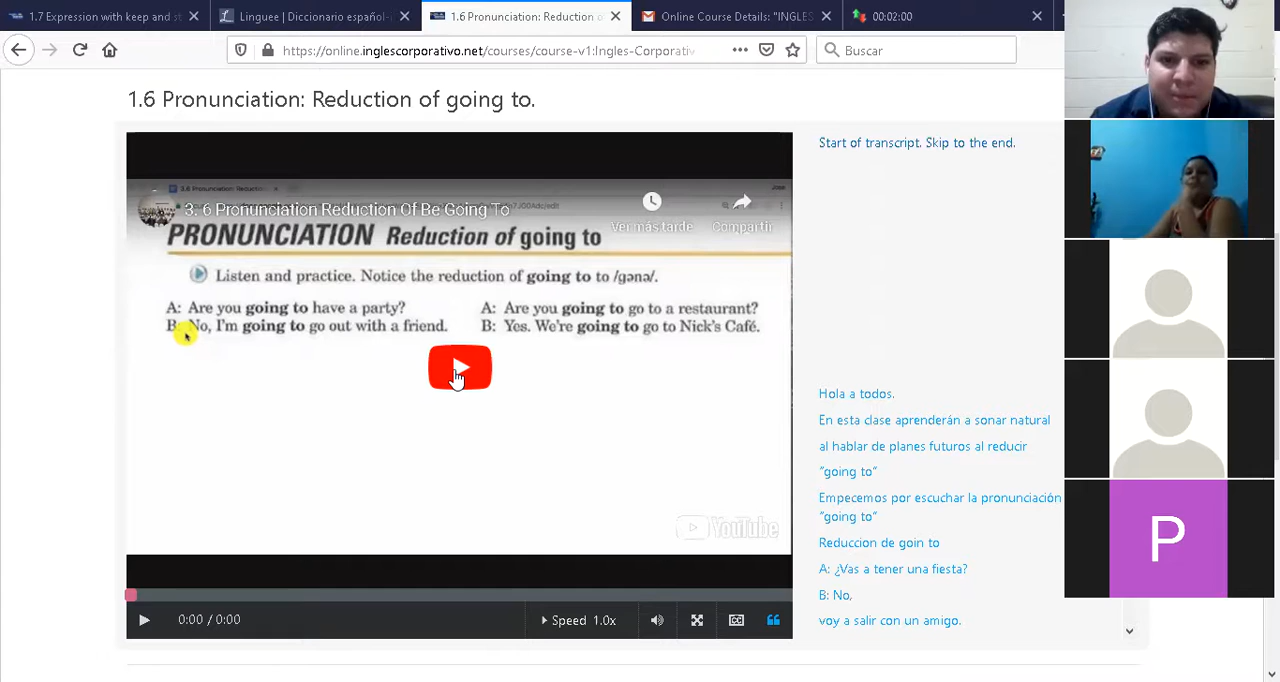 1.7 Expression with keep and st
Linguee | Diccionario español-
1.6 Pronunciation: Reduction o
Online Course Details: "INGLES
00:02:00
https://online.inglescorporativo.net/courses/course-v1:Ingles-Corporativ
Buscar
1.6 Pronunciation: Reduction of going to.
3. 6 Pronunciation Reduction Of Be Going To
Ver más tarde
Compartir
PRONUNCIATION Reduction of going to
Listen and practice. Notice the reduction of going to to /gənə/.
A: Are you going to have a party?
B: No, I'm going to go out with a friend.
A: Are you going to go to a restaurant?
B: Yes. We're going to go to Nick's Café.
YouTube
0:00 / 0:00
Speed 1.0x
Start of transcript. Skip to the end.
Hola a todos.
En esta clase aprenderán a sonar natural
al hablar de planes futuros al reducir
"going to"
Empecemos por escuchar la pronunciación
"going to"
Reduccion de goin to
A: ¿Vas a tener una fiesta?
B: No,
voy a salir con un amigo.
P